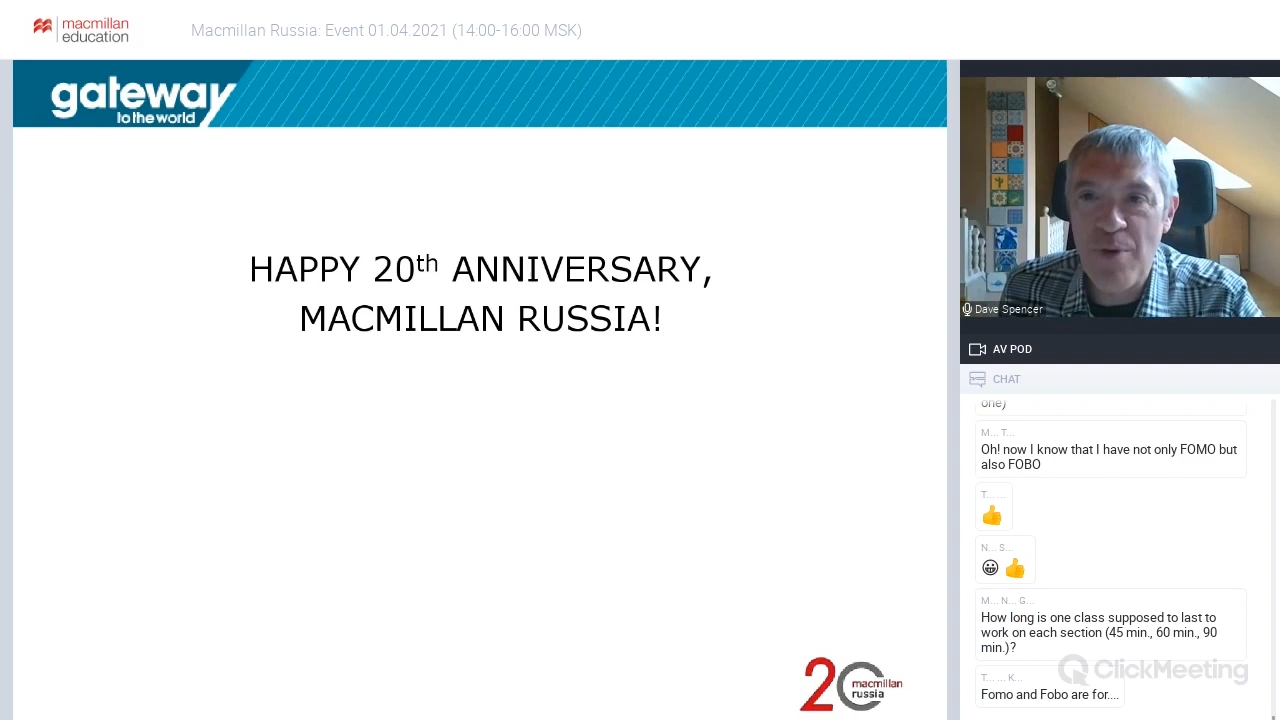 macmillan
education
Macmillan Russia: Event 01.04.2021 (14:00-16:00 MSK)
gateway
to the world
HAPPY 20th ANNIVERSARY,
MACMILLAN RUSSIA!
20
macmillan
russia
Dave Spencer
AV POD
CHAT
one)
M... T...
Oh! now I know that I have not only FOMO but
also FOBO
T... ...
N... S...
M... N... G...
How long is one class supposed to last to
work on each section (45 min., 60 min., 90
min.)?
ClickMeeting
T... ... K...
Fomo and Fobo are for....